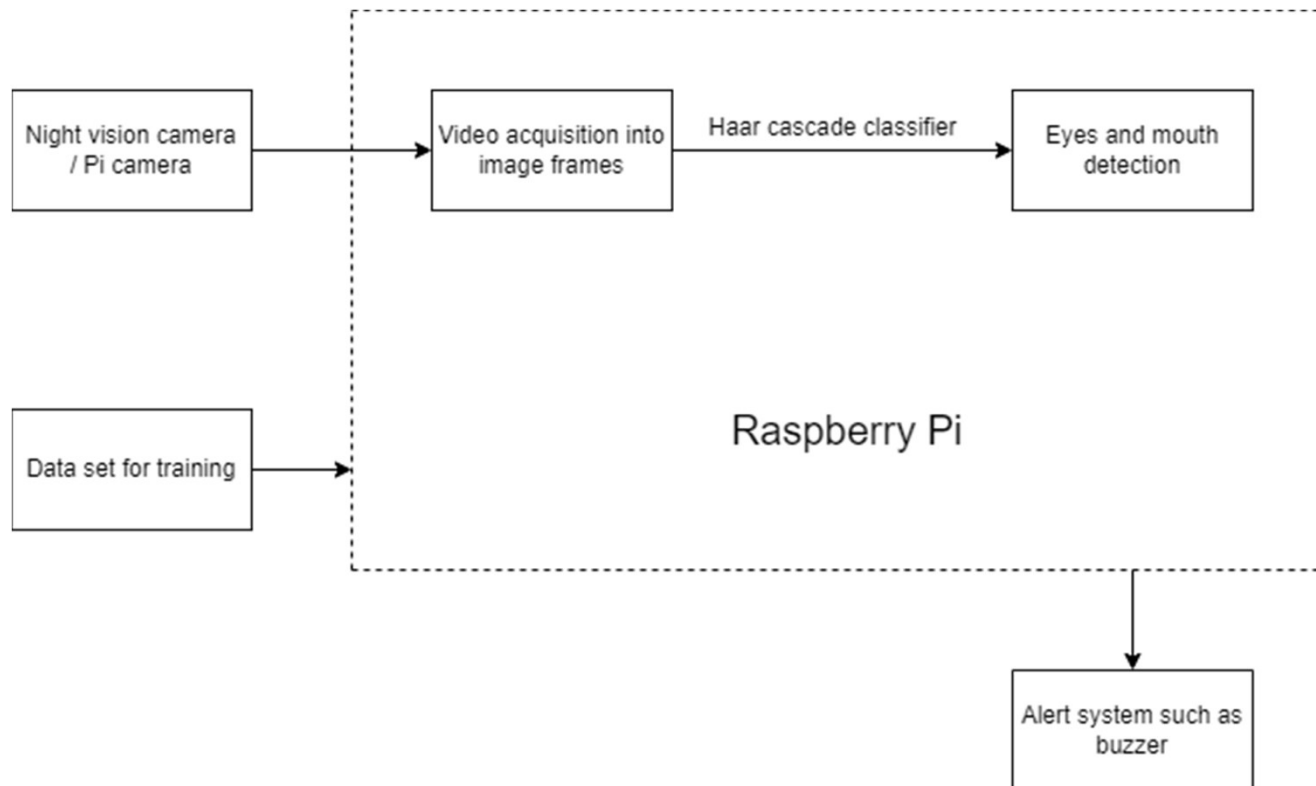 Night vision camera
/ Pi camera
Video acquisition into
image frames
Haar cascade classifier
Eyes and mouth
detection
Data set for training
Raspberry Pi
Alert system such as
buzzer